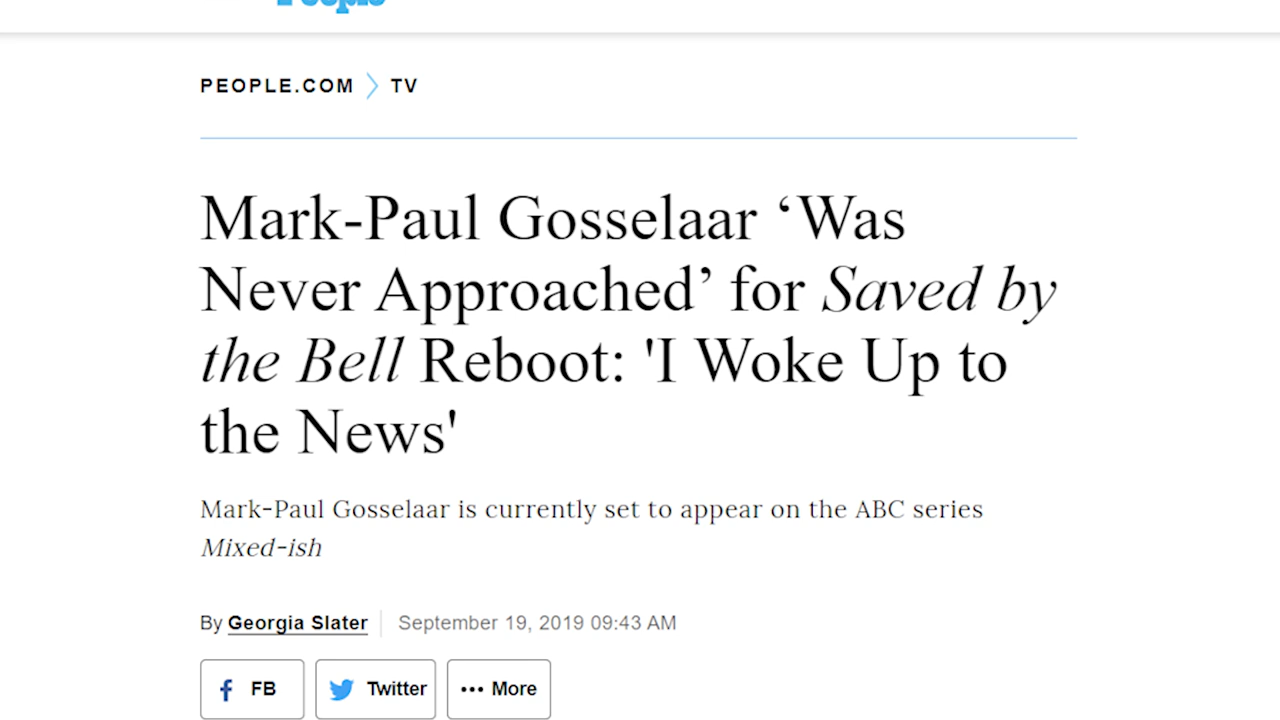 People
PEOPLE.COM > TV
Mark-Paul Gosselaar ‘Was
Never Approached’ for Saved by
the Bell Reboot: 'I Woke Up to
the News'
Mark-Paul Gosselaar is currently set to appear on the ABC series
Mixed-ish
By Georgia Slater September 19, 2019 09:43 AM
FB Twitter ••• More